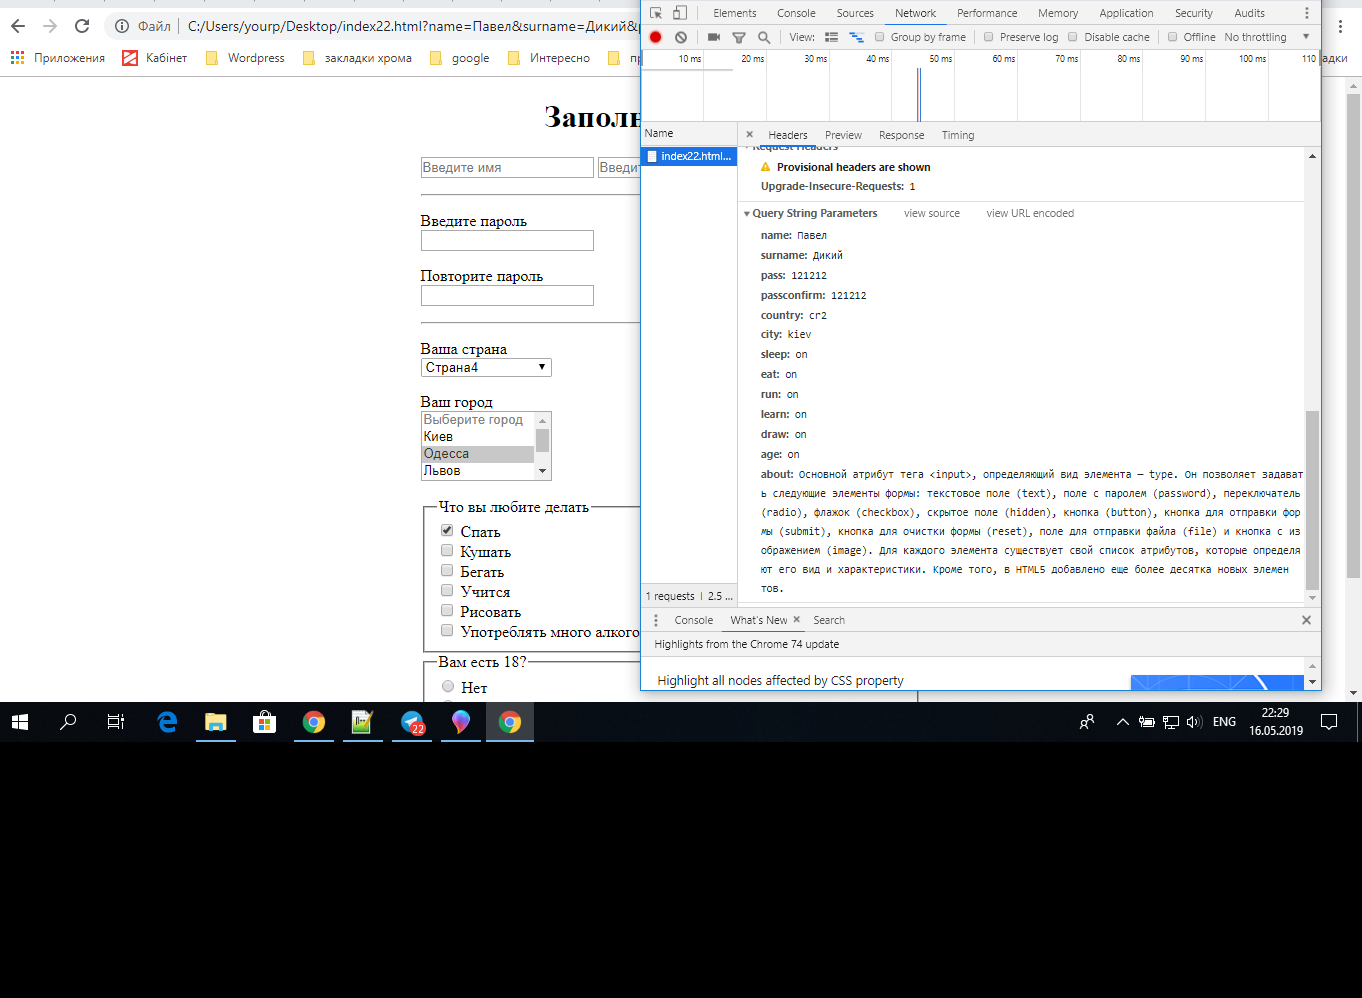 Файл C:/Users/yourp/Desktop/index22.html?name=Павел&surname=Дикий&
Приложения Кабінет Wordpress закладки хрома google Интересно
Заполн
Введите имя
Введите пароль
Повторите пароль
Ваша страна
Страна4
Ваш город
Выберите город
Киев
Одесса
Львов
Что вы любите делать
Спать
Кушать
Бегать
Учится
Рисовать
Употреблять много алкого
Вам есть 18?
Нет
Elements Console Sources Network Performance Memory Application Security Audits
View: Group by frame Preserve log Disable cache Offline No throttling
10 ms 20 ms 30 ms 40 ms 50 ms 60 ms 70 ms 80 ms 90 ms 100 ms 110
Name
index22.html...
Headers Preview Response Timing
Request Headers
Provisional headers are shown
Upgrade-Insecure-Requests: 1
Query String Parameters view source view URL encoded
name: Павел
surname: Дикий
pass: 121212
passconfirm: 121212
country: cr2
city: kiev
sleep: on
eat: on
run: on
learn: on
draw: on
age: on
about: Основной атрибут тега <input>, определяющий вид элемента — type. Он позволяет задават
ь следующие элементы формы: текстовое поле (text), поле с паролем (password), переключатель
(radio), флажок (checkbox), скрытое поле (hidden), кнопка (button), кнопка для отправки фор
мы (submit), кнопка для очистки формы (reset), поле для отправки файла (file) и кнопка с из
ображением (image). Для каждого элемента существует свой список атрибутов, которые определя
ют его вид и характеристики. Кроме того, в HTML5 добавлено еще более десятка новых элемен
тов.
1 requests | 2.5 ...
Console What's New Search
Highlights from the Chrome 74 update
Highlight all nodes affected by CSS property
22
ENG
22:29
16.05.2019